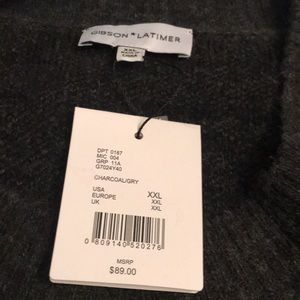 GIBSON LATIMER
XXL
DPT 0187
MIC 004
GRP 11A
G7024Y40
CHARCOAL/GRY
USA XXL
EUROPE XXL
UK XXL
0 809140 520276
MSRP
$89.00